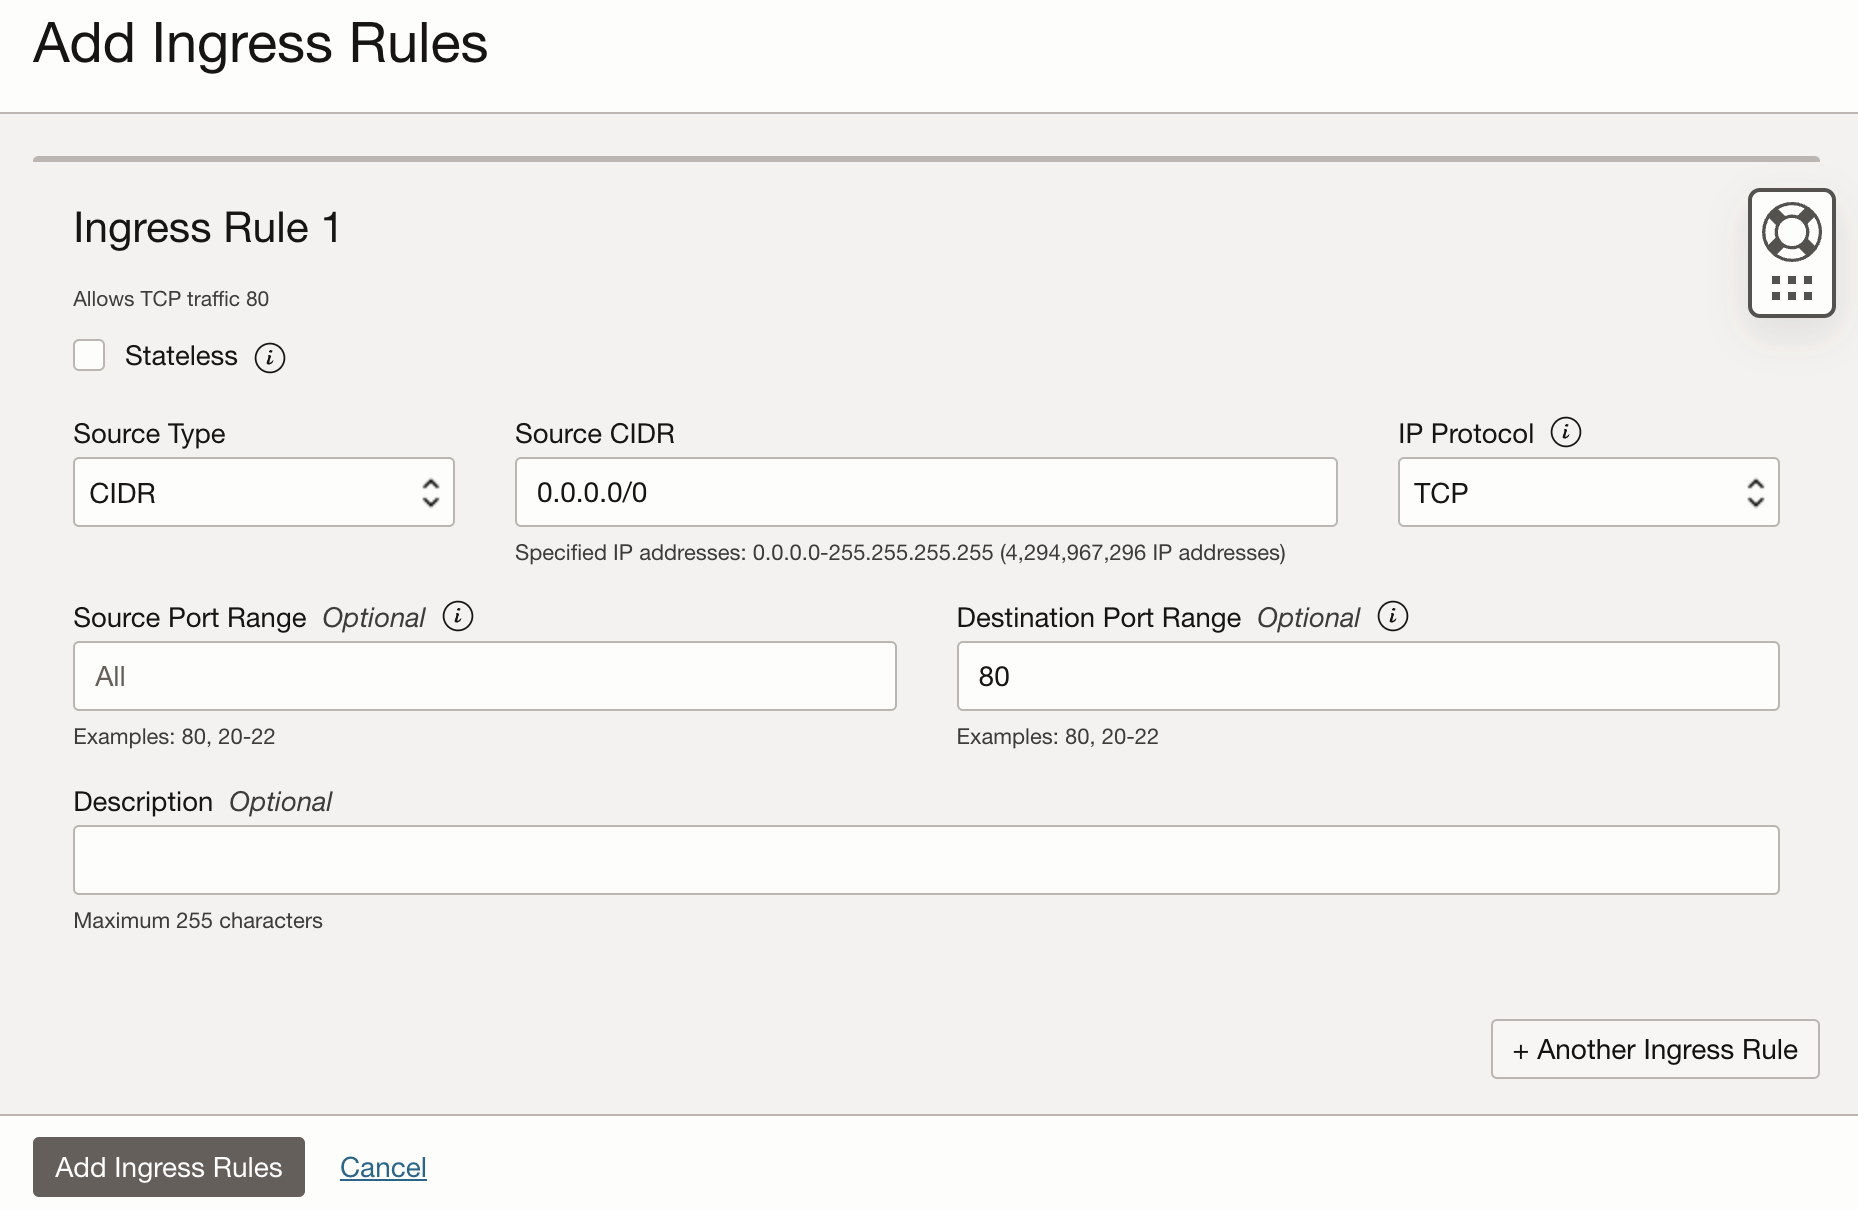 Add Ingress Rules
Ingress Rule 1
Allows TCP traffic 80
Stateless
Source Type
Source CIDR
IP Protocol
CIDR
0.0.0.0/0
TCP
Specified IP addresses: 0.0.0.0-255.255.255.255 (4,294,967,296 IP addresses)
Source Port Range Optional
Destination Port Range Optional
All
80
Examples: 80, 20-22
Examples: 80, 20-22
Description Optional
Maximum 255 characters
+ Another Ingress Rule
Add Ingress Rules
Cancel